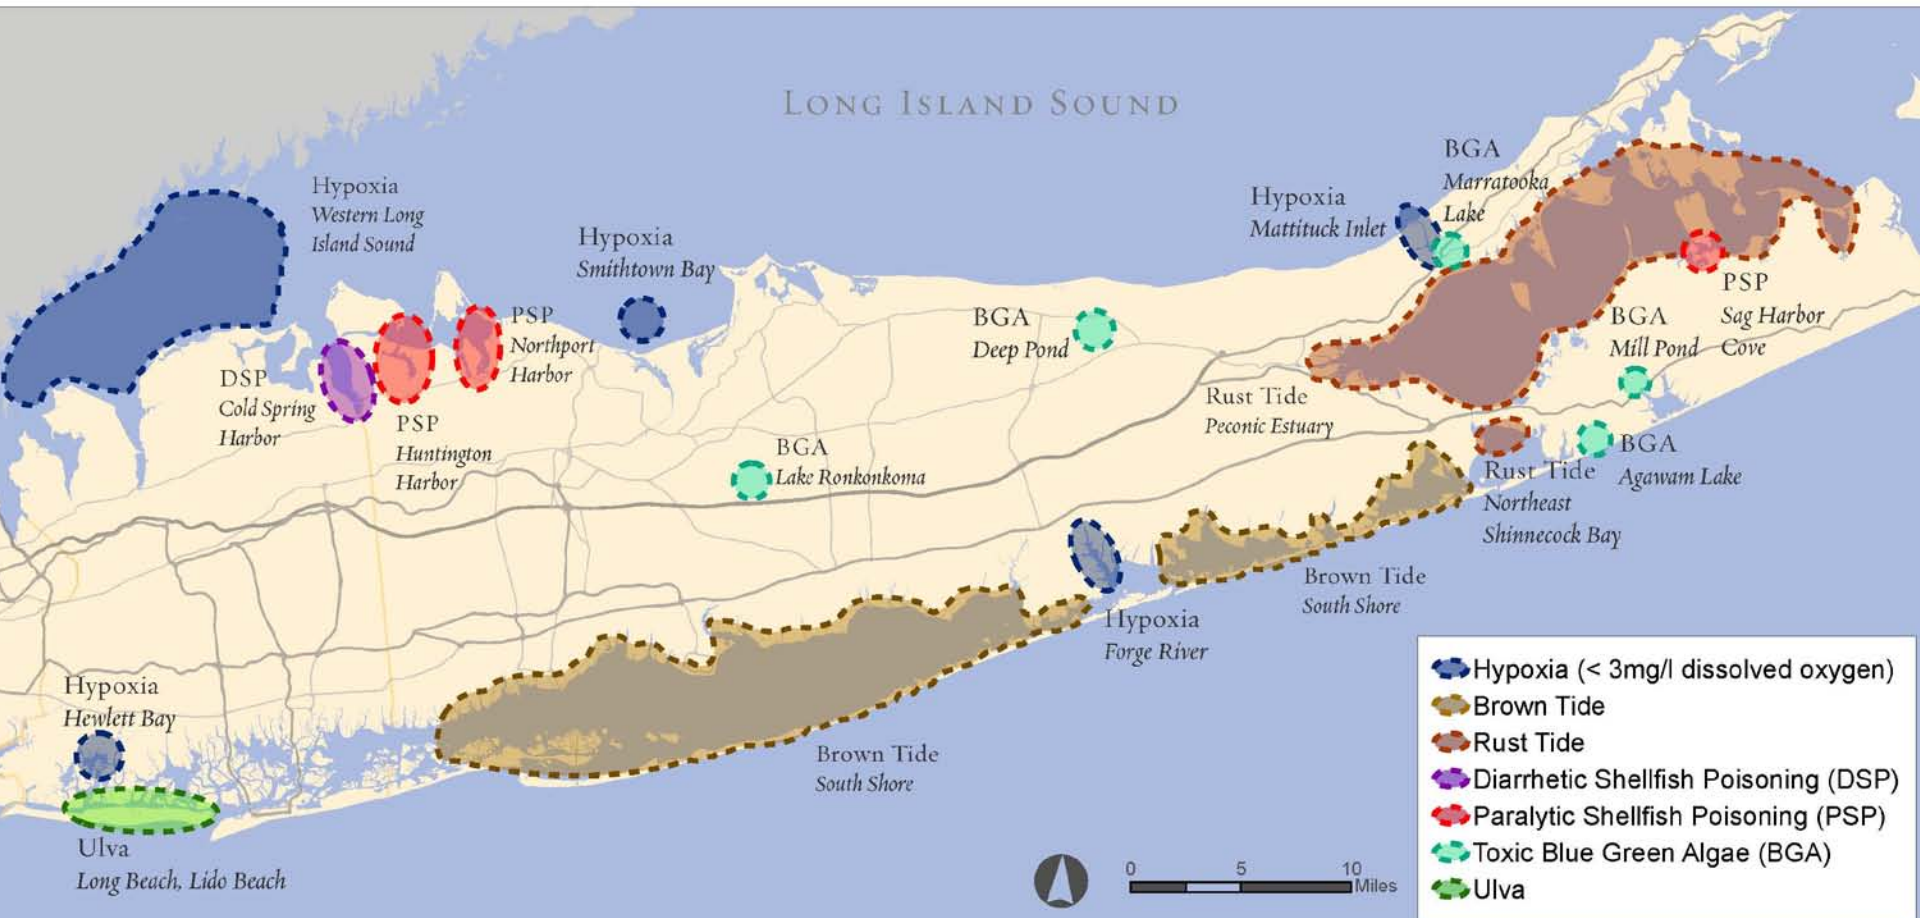 LONG ISLAND SOUND
Hypoxia
Western Long
Island Sound
Hypoxia
Smithtown Bay
Hypoxia
Mattituck Inlet
BGA
Marratooka
Lake
DSP
Cold Spring
Harbor
PSP
Huntington
Harbor
PSP
Northport
Harbor
BGA
Deep Pond
BGA
Lake Ronkonkoma
Rust Tide
Peconic Estuary
PSP
Sag Harbor
Cove
BGA
Mill Pond
BGA
Agawam Lake
Rust Tide
Northeast
Shinnecock Bay
Brown Tide
South Shore
Hypoxia
Forge River
Brown Tide
South Shore
Hypoxia
Hewlett Bay
Ulva
Long Beach, Lido Beach
0 5 10
Miles
Hypoxia (< 3mg/l dissolved oxygen)
Brown Tide
Rust Tide
Diarrhetic Shellfish Poisoning (DSP)
Paralytic Shellfish Poisoning (PSP)
Toxic Blue Green Algae (BGA)
Ulva